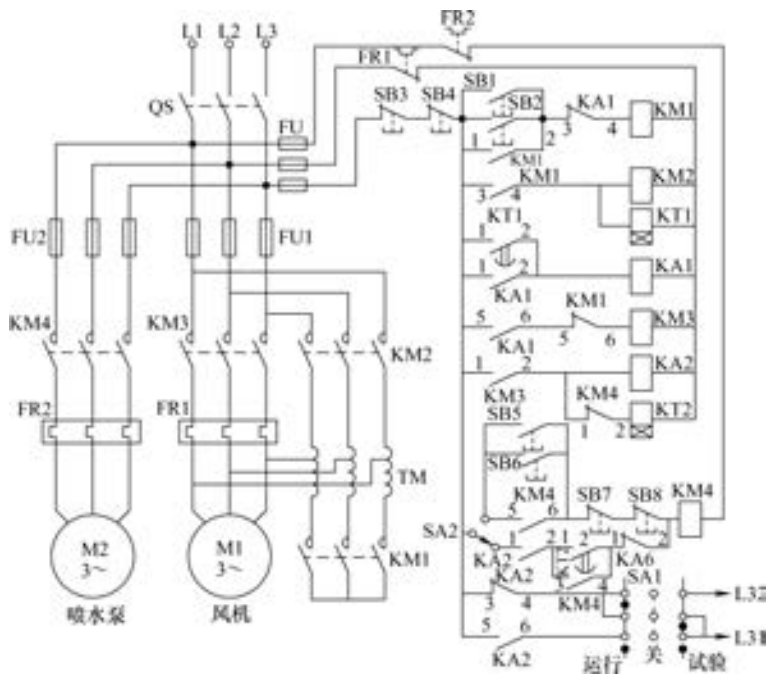 L1 L2 L3
FR2
FR1
SB1
QS
FU
SB3 SB4
SB2
KA1
KM1
3 4
1 2
KM1
3 4
KM1
KM2
KT1
1 2
KT1
FU2
FU1
1 2
KA1
KA1
KM1
KM4
KM3
5 6
5 6
KM3
KA1
KM2
1 2
KA2
KM3
KM4
FR2
FR1
SB5
1 2
KT2
SB6
TM
KM4
SB7 SB8
KM4
5 6
SA2
M2
3～
M1
3～
KM1
1 2
1 2
1 2
KA2
KA6
KA2
3 4
KM4
3 4
SA1
L32
喷水泵
风机
5 6
KA2
L31
运行
关
试验